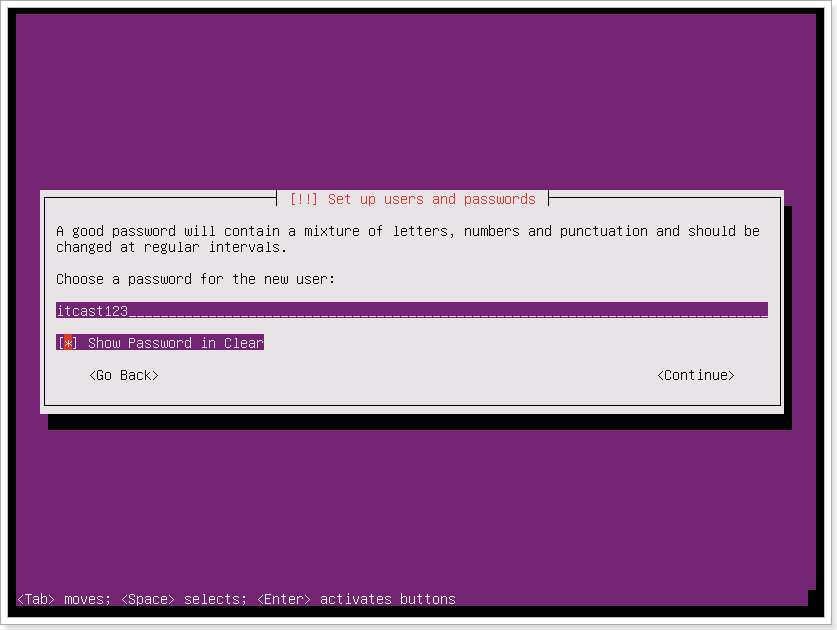 [!!] Set up users and passwords
A good password will contain a mixture of letters, numbers and punctuation and should be
changed at regular intervals.
Choose a password for the new user:
itcast123
[*] Show Password in Clear
<Go Back> <Continue>
<Tab> moves; <Space> selects; <Enter> activates buttons